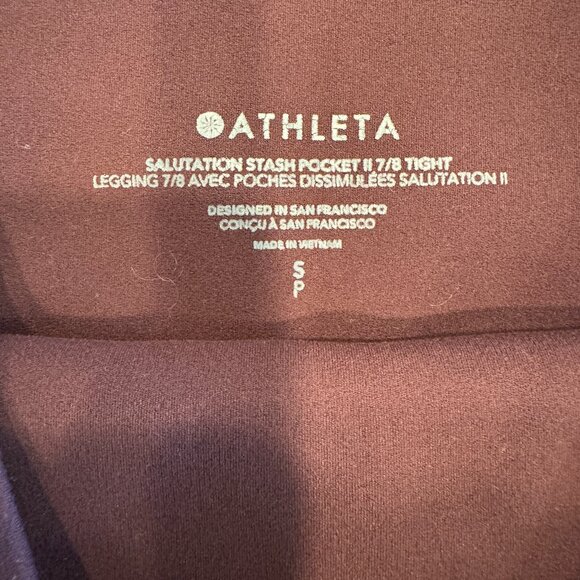 ATHLETA
SALUTATION STASH POCKET II 7/8 TIGHT
LEGGING 7/8 AVEC POCHES DISSIMULÉES SALUTATION II
DESIGNED IN SAN FRANCISCO
CONÇU À SAN FRANCISCO
MADE IN VIETNAM
S
P